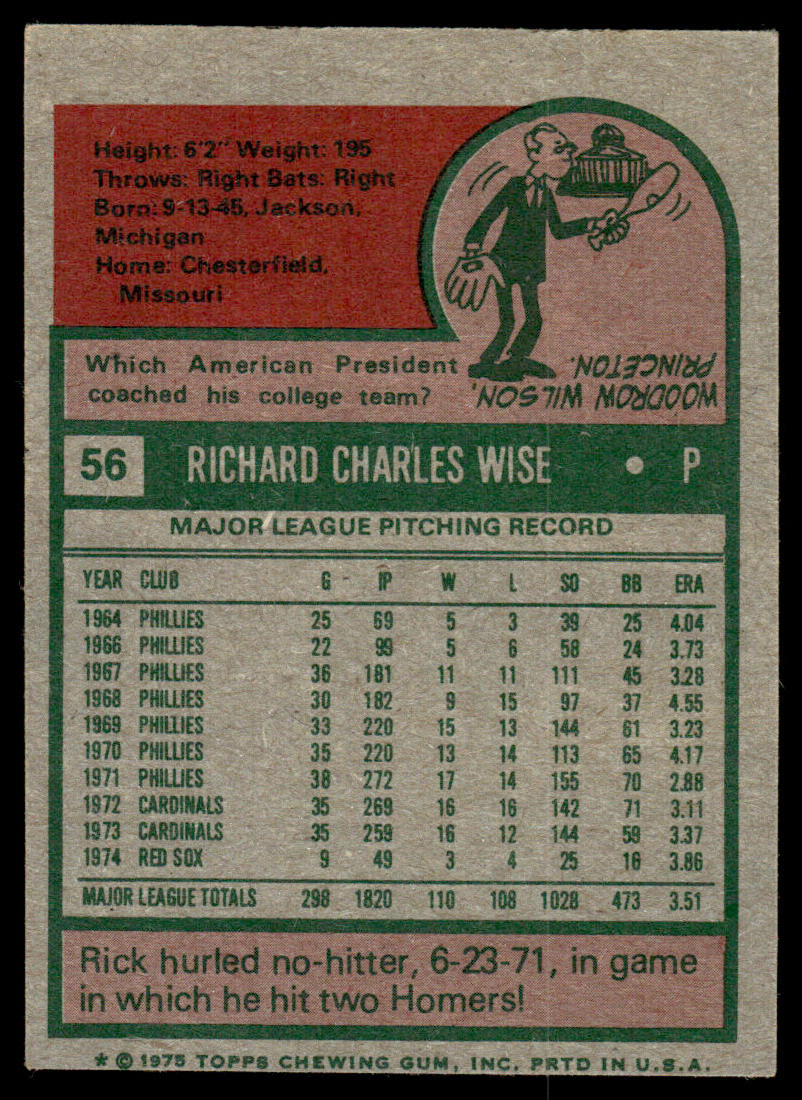 Height: 6'2" Weight: 195
Throws: Right Bats: Right
Born: 9-13-45, Jackson,
Michigan
Home: Chesterfield,
Missouri
Which American President
coached his college team?
WOODROW WILSON,
PRINCETON.
56 RICHARD CHARLES WISE • P
MAJOR LEAGUE PITCHING RECORD
YEAR CLUB G IP W L SO BB ERA
1964 PHILLIES 25 69 5 3 39 25 4.04
1966 PHILLIES 22 99 5 6 58 24 3.73
1967 PHILLIES 36 181 11 11 111 45 3.28
1968 PHILLIES 30 182 9 15 97 37 4.55
1969 PHILLIES 33 220 15 13 144 61 3.23
1970 PHILLIES 35 220 13 14 113 65 4.17
1971 PHILLIES 38 272 17 14 155 70 2.88
1972 CARDINALS 35 269 16 16 142 71 3.11
1973 CARDINALS 35 259 16 12 144 59 3.37
1974 RED SOX 9 49 3 4 25 16 3.86
MAJOR LEAGUE TOTALS 298 1820 110 108 1028 473 3.51
Rick hurled no-hitter, 6-23-71, in game
in which he hit two Homers!
* © 1975 TOPPS CHEWING GUM, INC. PRTD IN U.S.A.